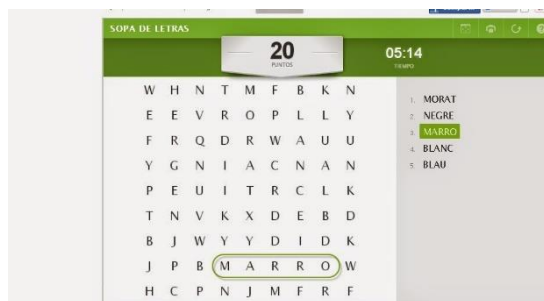 SOPA DE LETRAS
20
PUNTOS
05:14
TIEMPO
W H N T M F B K N
E E V R O P L L Y
F R Q D R W A U U
Y G N I A C N A N
P E U I T R C L K
T N V K X D E B D
B J W Y Y D I D K
J P B M A R R O W
H C P N J M F R F
1. MORAT
2. NEGRE
3. MARRO
4. BLANC
5. BLAU